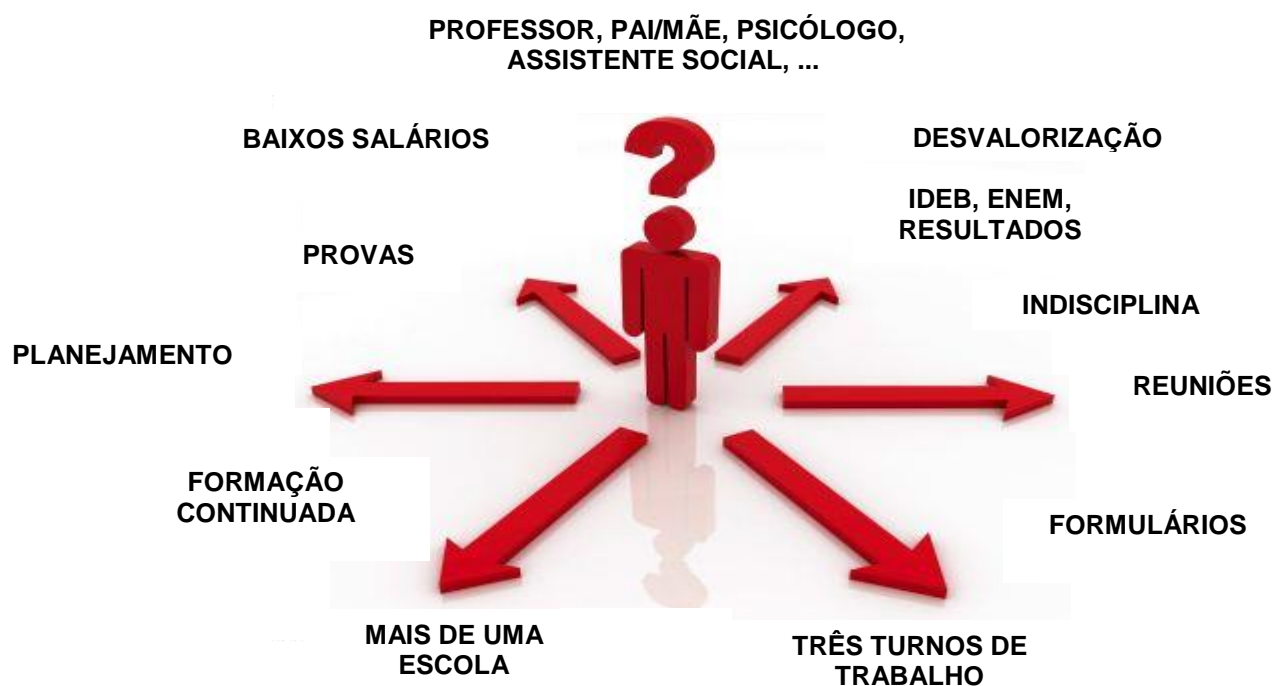 PROFESSOR, PAI/MÃE, PSICÓLOGO,
ASSISTENTE SOCIAL, ...
BAIXOS SALÁRIOS
DESVALORIZAÇÃO
IDEB, ENEM,
RESULTADOS
PROVAS
INDISCIPLINA
PLANEJAMENTO
REUNIÕES
FORMAÇÃO
CONTINUADA
FORMULÁRIOS
MAIS DE UMA
ESCOLA
TRÊS TURNOS DE
TRABALHO